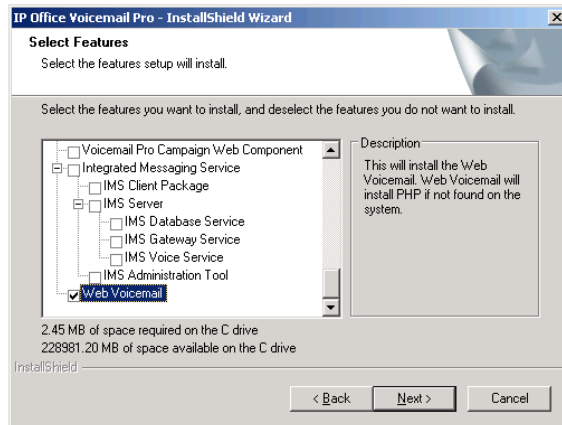 IP Office Voicemail Pro - InstallShield Wizard
Select Features
Select the features setup will install.
Select the features you want to install, and deselect the features you do not want to install.
Voicemail Pro Campaign Web Component
Integrated Messaging Service
IMS Client Package
IMS Server
IMS Database Service
IMS Gateway Service
IMS Voice Service
IMS Administration Tool
Web Voicemail
Description
This will install the Web
Voicemail. Web Voicemail will
install PHP if not found on the
system.
2.45 MB of space required on the C drive
228981.20 MB of space available on the C drive
InstallShield
< Back
Next >
Cancel